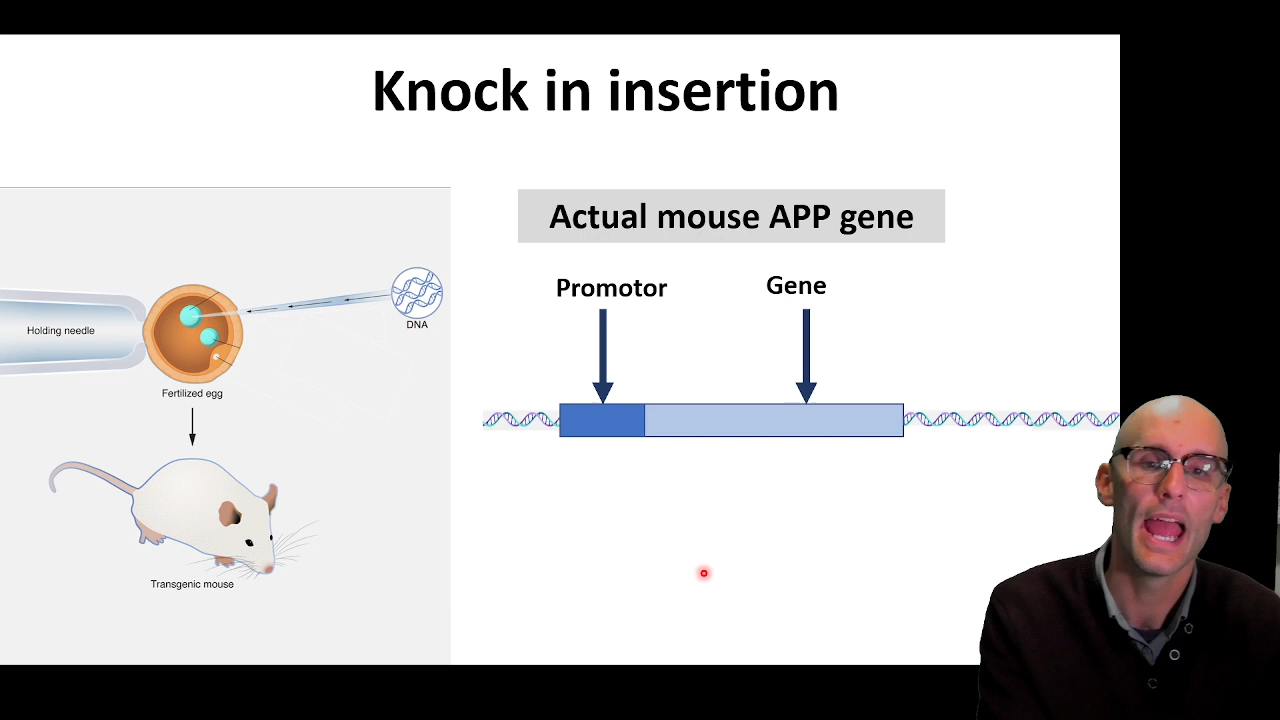 Knock in insertion
Actual mouse APP gene
Promotor
Gene
Holding needle
DNA
Fertilized egg
Transgenic mouse